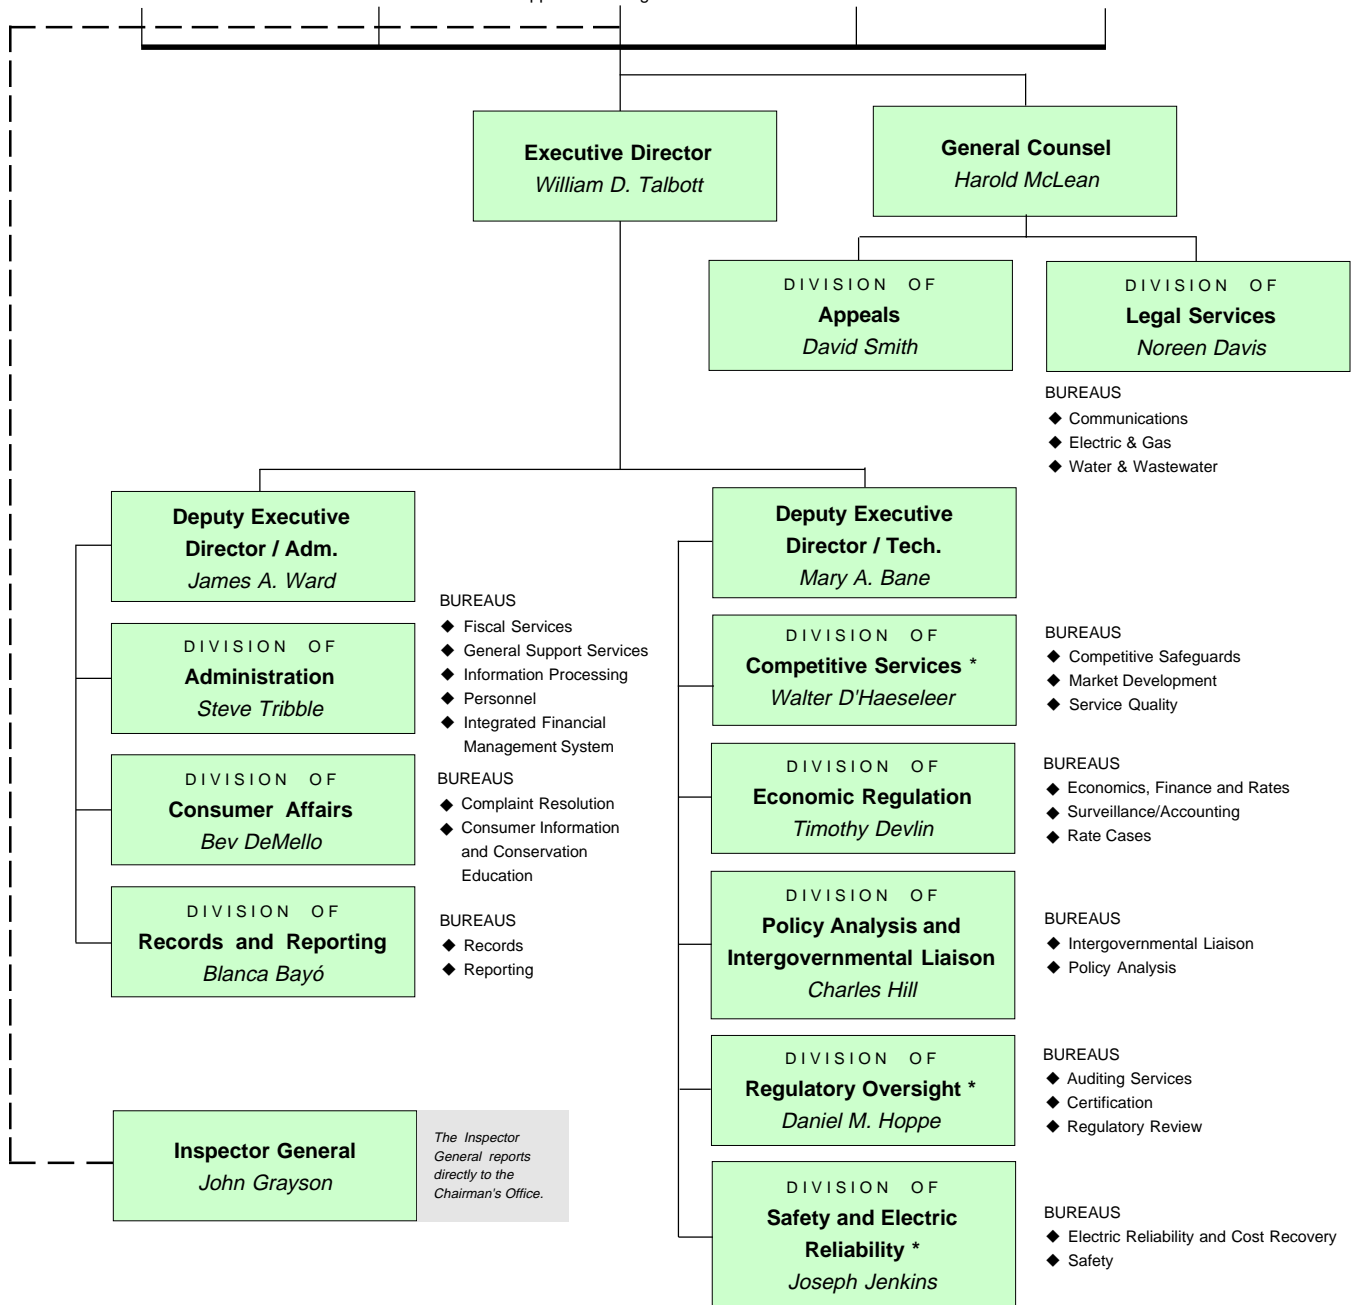 Executive Director
William D. Talbott
General Counsel
Harold McLean
DIVISION OF
Appeals
David Smith
DIVISION OF
Legal Services
Noreen Davis
BUREAUS
◆ Communications
◆ Electric & Gas
◆ Water & Wastewater
Deputy Executive
Director / Adm.
James A. Ward
DIVISION OF
Administration
Steve Tribble
BUREAUS
◆ Fiscal Services
◆ General Support Services
◆ Information Processing
◆ Personnel
◆ Integrated Financial
Management System
DIVISION OF
Consumer Affairs
Bev DeMello
BUREAUS
◆ Complaint Resolution
◆ Consumer Information
and Conservation
Education
DIVISION OF
Records and Reporting
Blanca Bayó
BUREAUS
◆ Records
◆ Reporting
Inspector General
John Grayson
The Inspector
General reports
directly to the
Chairman's Office.
Deputy Executive
Director / Tech.
Mary A. Bane
DIVISION OF
Competitive Services *
Walter D'Haeseleer
BUREAUS
◆ Competitive Safeguards
◆ Market Development
◆ Service Quality
DIVISION OF
Economic Regulation
Timothy Devlin
BUREAUS
◆ Economics, Finance and Rates
◆ Surveillance/Accounting
◆ Rate Cases
DIVISION OF
Policy Analysis and
Intergovernmental Liaison
Charles Hill
BUREAUS
◆ Intergovernmental Liaison
◆ Policy Analysis
DIVISION OF
Regulatory Oversight *
Daniel M. Hoppe
BUREAUS
◆ Auditing Services
◆ Certification
◆ Regulatory Review
DIVISION OF
Safety and Electric
Reliability *
Joseph Jenkins
BUREAUS
◆ Electric Reliability and Cost Recovery
◆ Safety